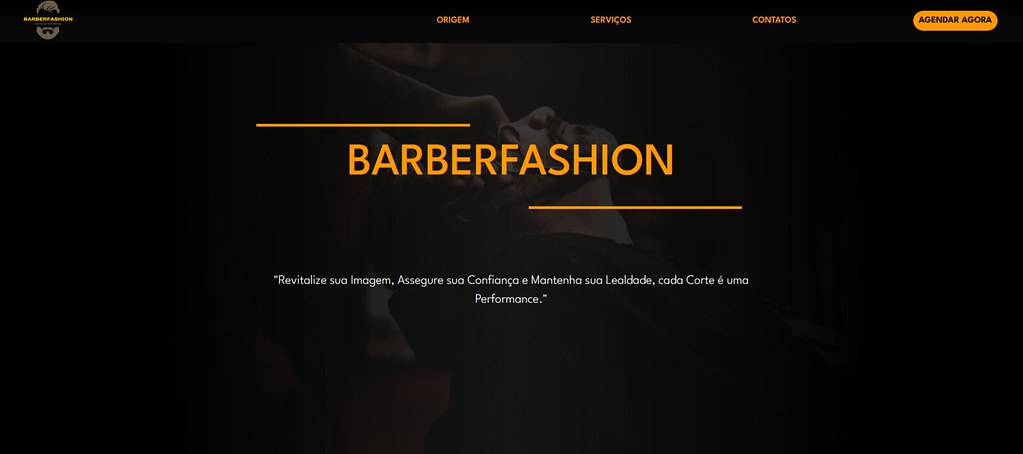 BARBERFASHION
ORIGEM
SERVIÇOS
CONTATOS
AGENDAR AGORA
BARBERFASHION
"Revitalize sua Imagem, Assegure sua Confiança e Mantenha sua Lealdade, cada Corte é uma
Performance."